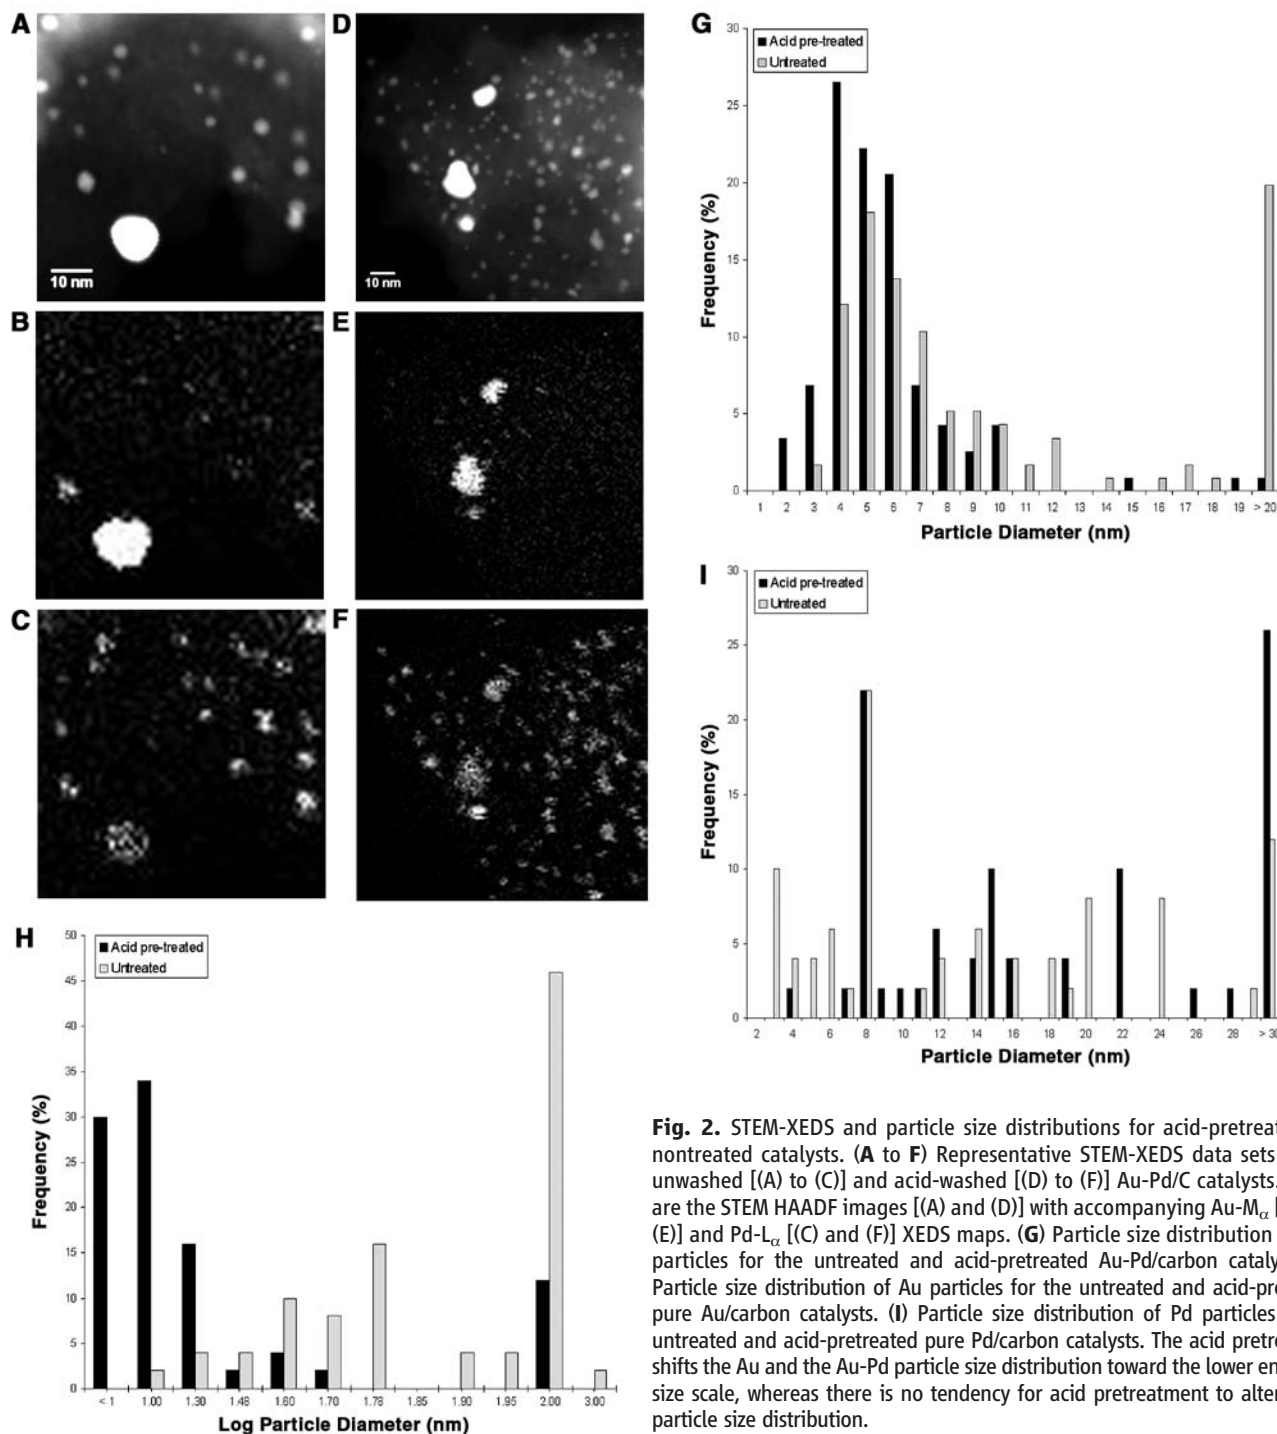 A
10 nm
D
10 nm
B
E
C
F
G
30
25
20
15
10
5
0
Frequency (%)
Acid pre-treated
Untreated
1 2 3 4 5 6 7 8 9 10 11 12 13 14 15 16 17 18 19 > 20
Particle Diameter (nm)
I
30
25
20
15
10
5
0
Frequency (%)
Acid pre-treated
Untreated
2 4 6 8 10 12 14 16 18 20 22 24 26 28 > 30
Particle Diameter (nm)
H
50
45
40
35
30
25
20
15
10
5
0
Frequency (%)
Acid pre-treated
Untreated
< 1 1.00 1.30 1.48 1.60 1.70 1.78 1.85 1.90 1.95 2.00 3.00
Log Particle Diameter (nm)
Fig. 2. STEM-XEDS and particle size distributions for acid-pretreat
nontreated catalysts. (A to F) Representative STEM-XEDS data sets
unwashed [(A) to (C)] and acid-washed [(D) to (F)] Au-Pd/C catalysts.
are the STEM HAADF images [(A) and (D)] with accompanying Au-Mα [
(E)] and Pd-Lα [(C) and (F)] XEDS maps. (G) Particle size distribution
particles for the untreated and acid-pretreated Au-Pd/carbon cataly
Particle size distribution of Au particles for the untreated and acid-pre
pure Au/carbon catalysts. (I) Particle size distribution of Pd particles
untreated and acid-pretreated pure Pd/carbon catalysts. The acid pretre
shifts the Au and the Au-Pd particle size distribution toward the lower en
size scale, whereas there is no tendency for acid pretreatment to alter
particle size distribution.